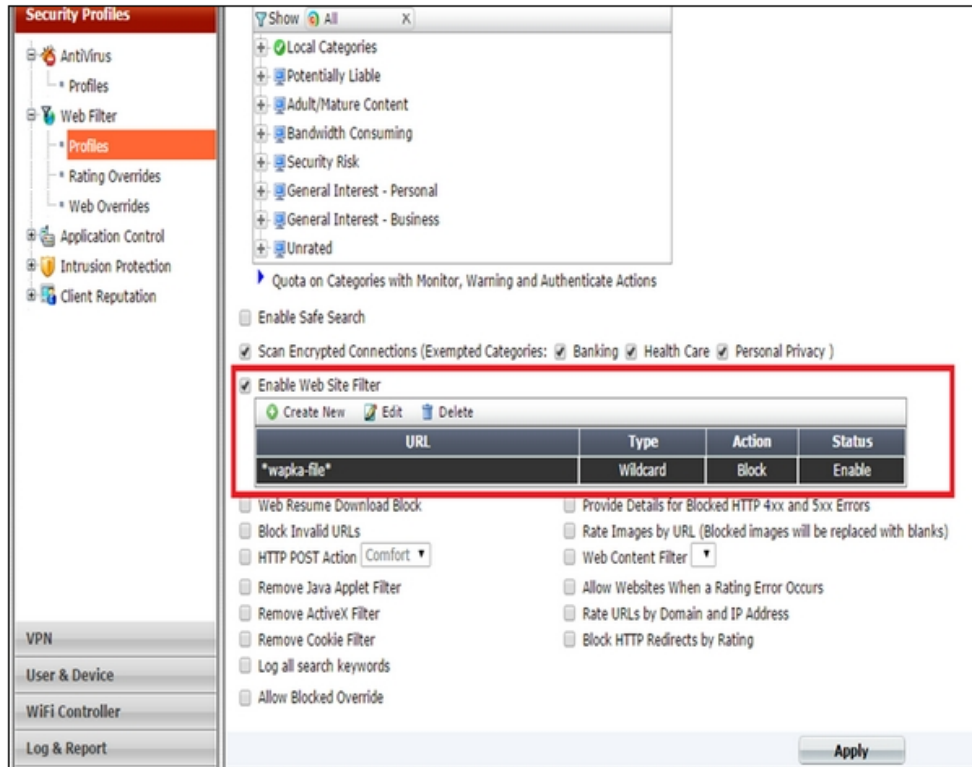 Security Profiles
AntiVirus
Profiles
Web Filter
Profiles
Rating Overrides
Web Overrides
Application Control
Intrusion Protection
Client Reputation
VPN
User & Device
WiFi Controller
Log & Report
Show All X
Local Categories
Potentially Liable
Adult/Mature Content
Bandwidth Consuming
Security Risk
General Interest - Personal
General Interest - Business
Unrated
Quota on Categories with Monitor, Warning and Authenticate Actions
Enable Safe Search
Scan Encrypted Connections (Exempted Categories: Banking Health Care Personal Privacy )
Enable Web Site Filter
Create New Edit Delete
URL Type Action Status
*wapka-file* Wildcard Block Enable
Web Resume Download Block
Provide Details for Blocked HTTP 4xx and 5xx Errors
Block Invalid URLs
Rate Images by URL (Blocked images will be replaced with blanks)
HTTP POST Action Comfort
Web Content Filter
Remove Java Applet Filter
Allow Websites When a Rating Error Occurs
Remove ActiveX Filter
Rate URLs by Domain and IP Address
Remove Cookie Filter
Block HTTP Redirects by Rating
Log all search keywords
Allow Blocked Override
Apply